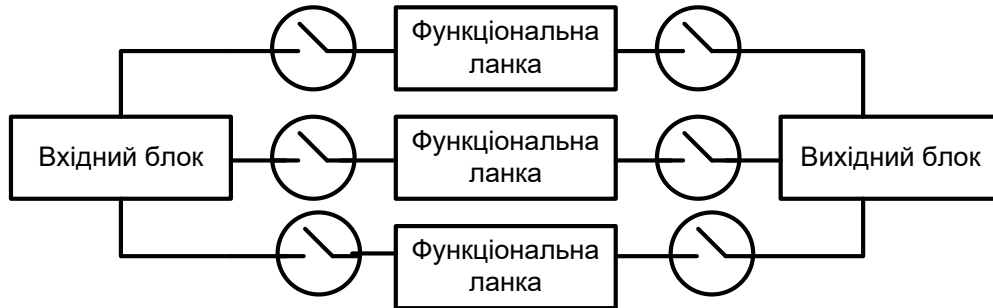 Функціональна
ланка
Вхідний блок
Функціональна
ланка
Вихідний блок
Функціональна
ланка